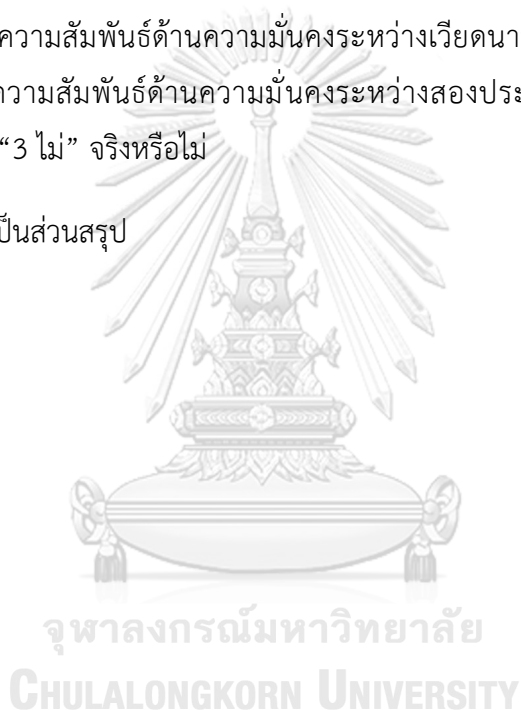 ความสัมพันธ์ด้านความมั่นคงระหว่างเวียดนา
ความสัมพันธ์ด้านความมั่นคงระหว่างสองประ
“3 ไม่” จริงหรือไม่
เป็นส่วนสรุป
จุฬาลงกรณ์มหาวิทยาลัย
CHULALONGKORN UNIVERSITY